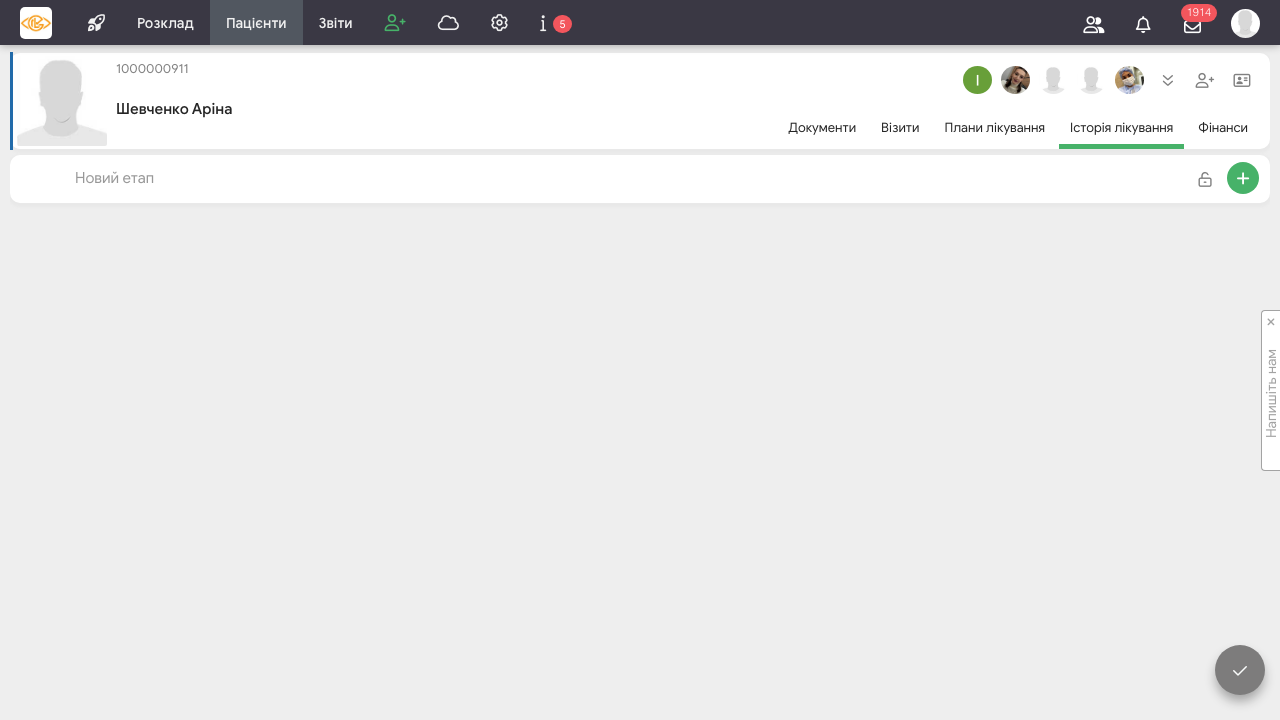 Розклад
Пацієнти
Звіти
5
1914
1000000911
I
Шевченко Аріна
Документи
Візити
Плани лікування
Історія лікування
Фінанси
Новий етап
Напишіть нам